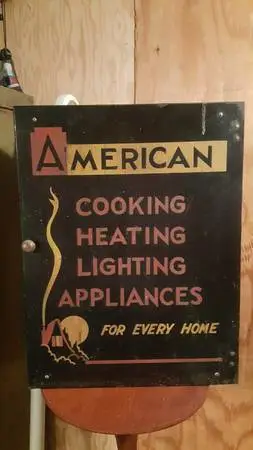 AMERICAN
COOKING
HEATING
LIGHTING
APPLIANCES
FOR EVERY HOME